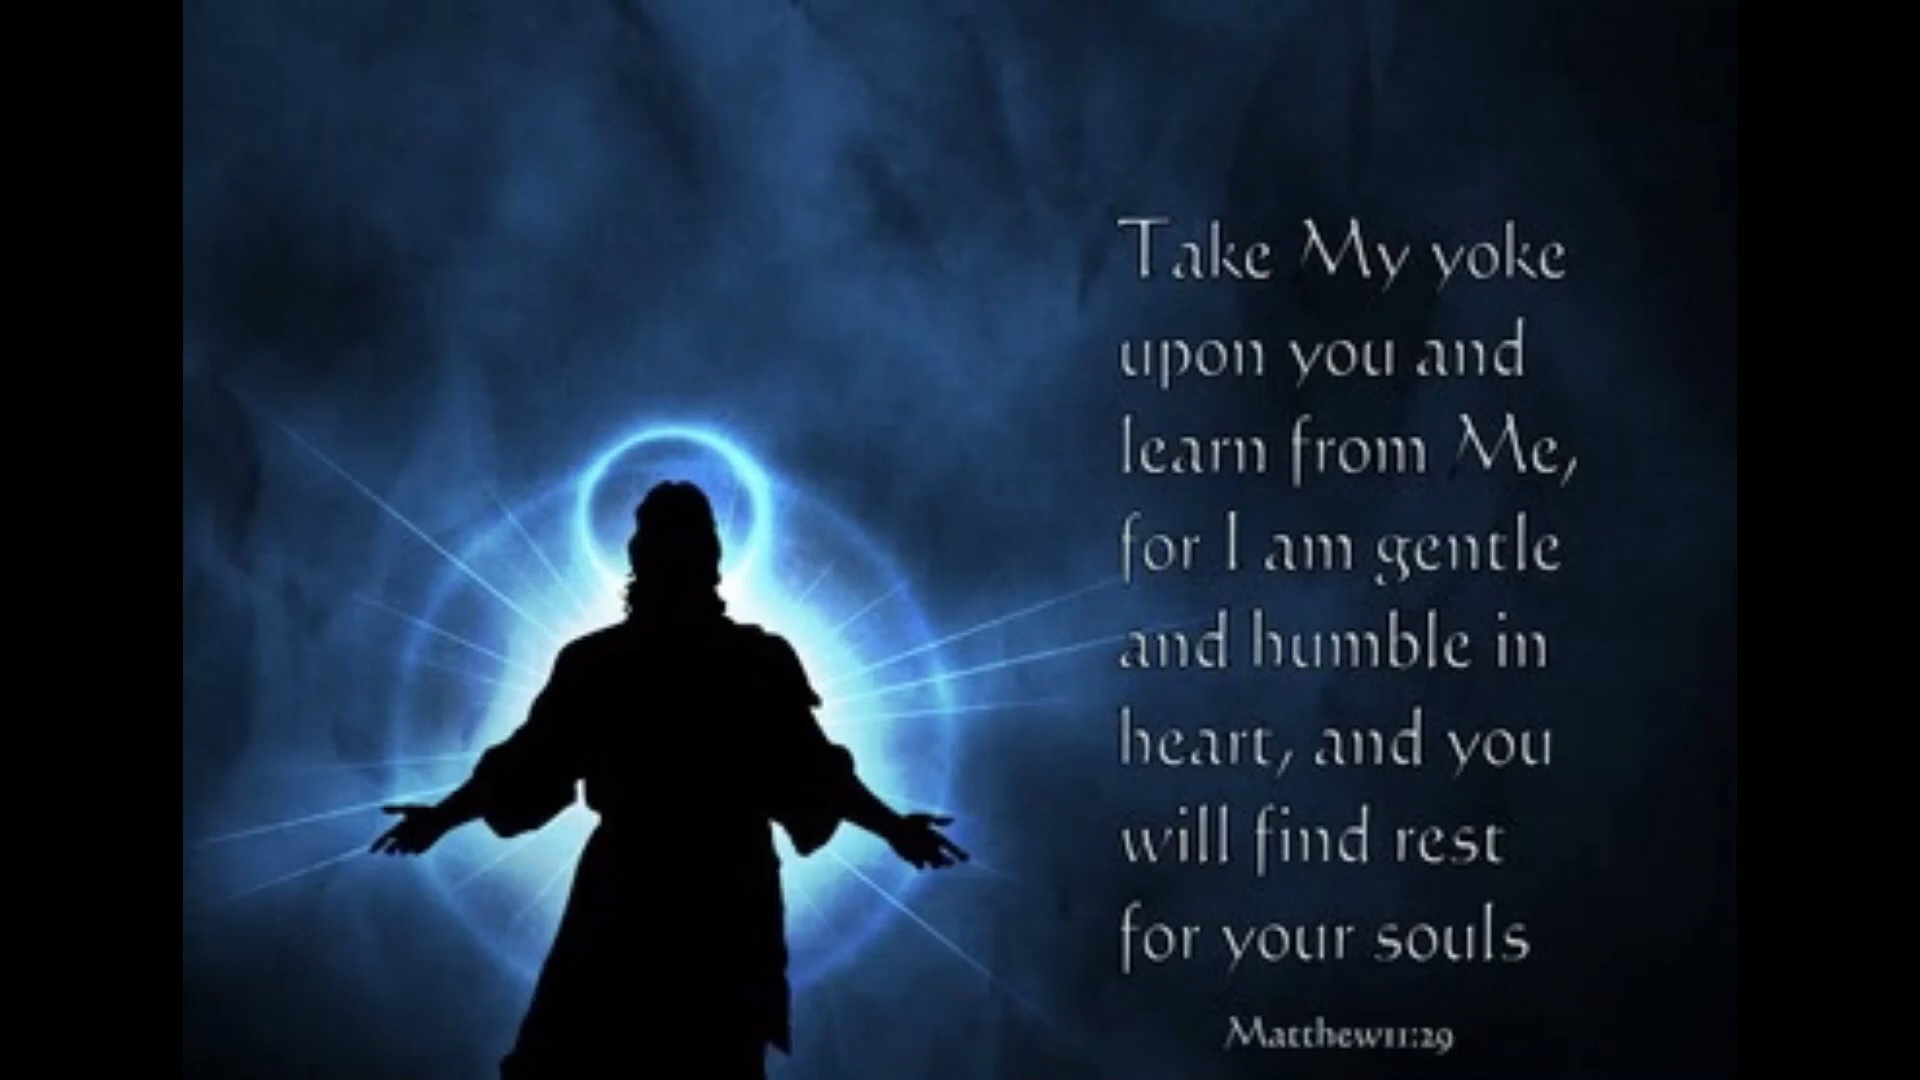 Take My yoke
upon you and
learn from Me,
for I am gentle
and humble in
heart, and you
will find rest
for your souls
Matthew11:29